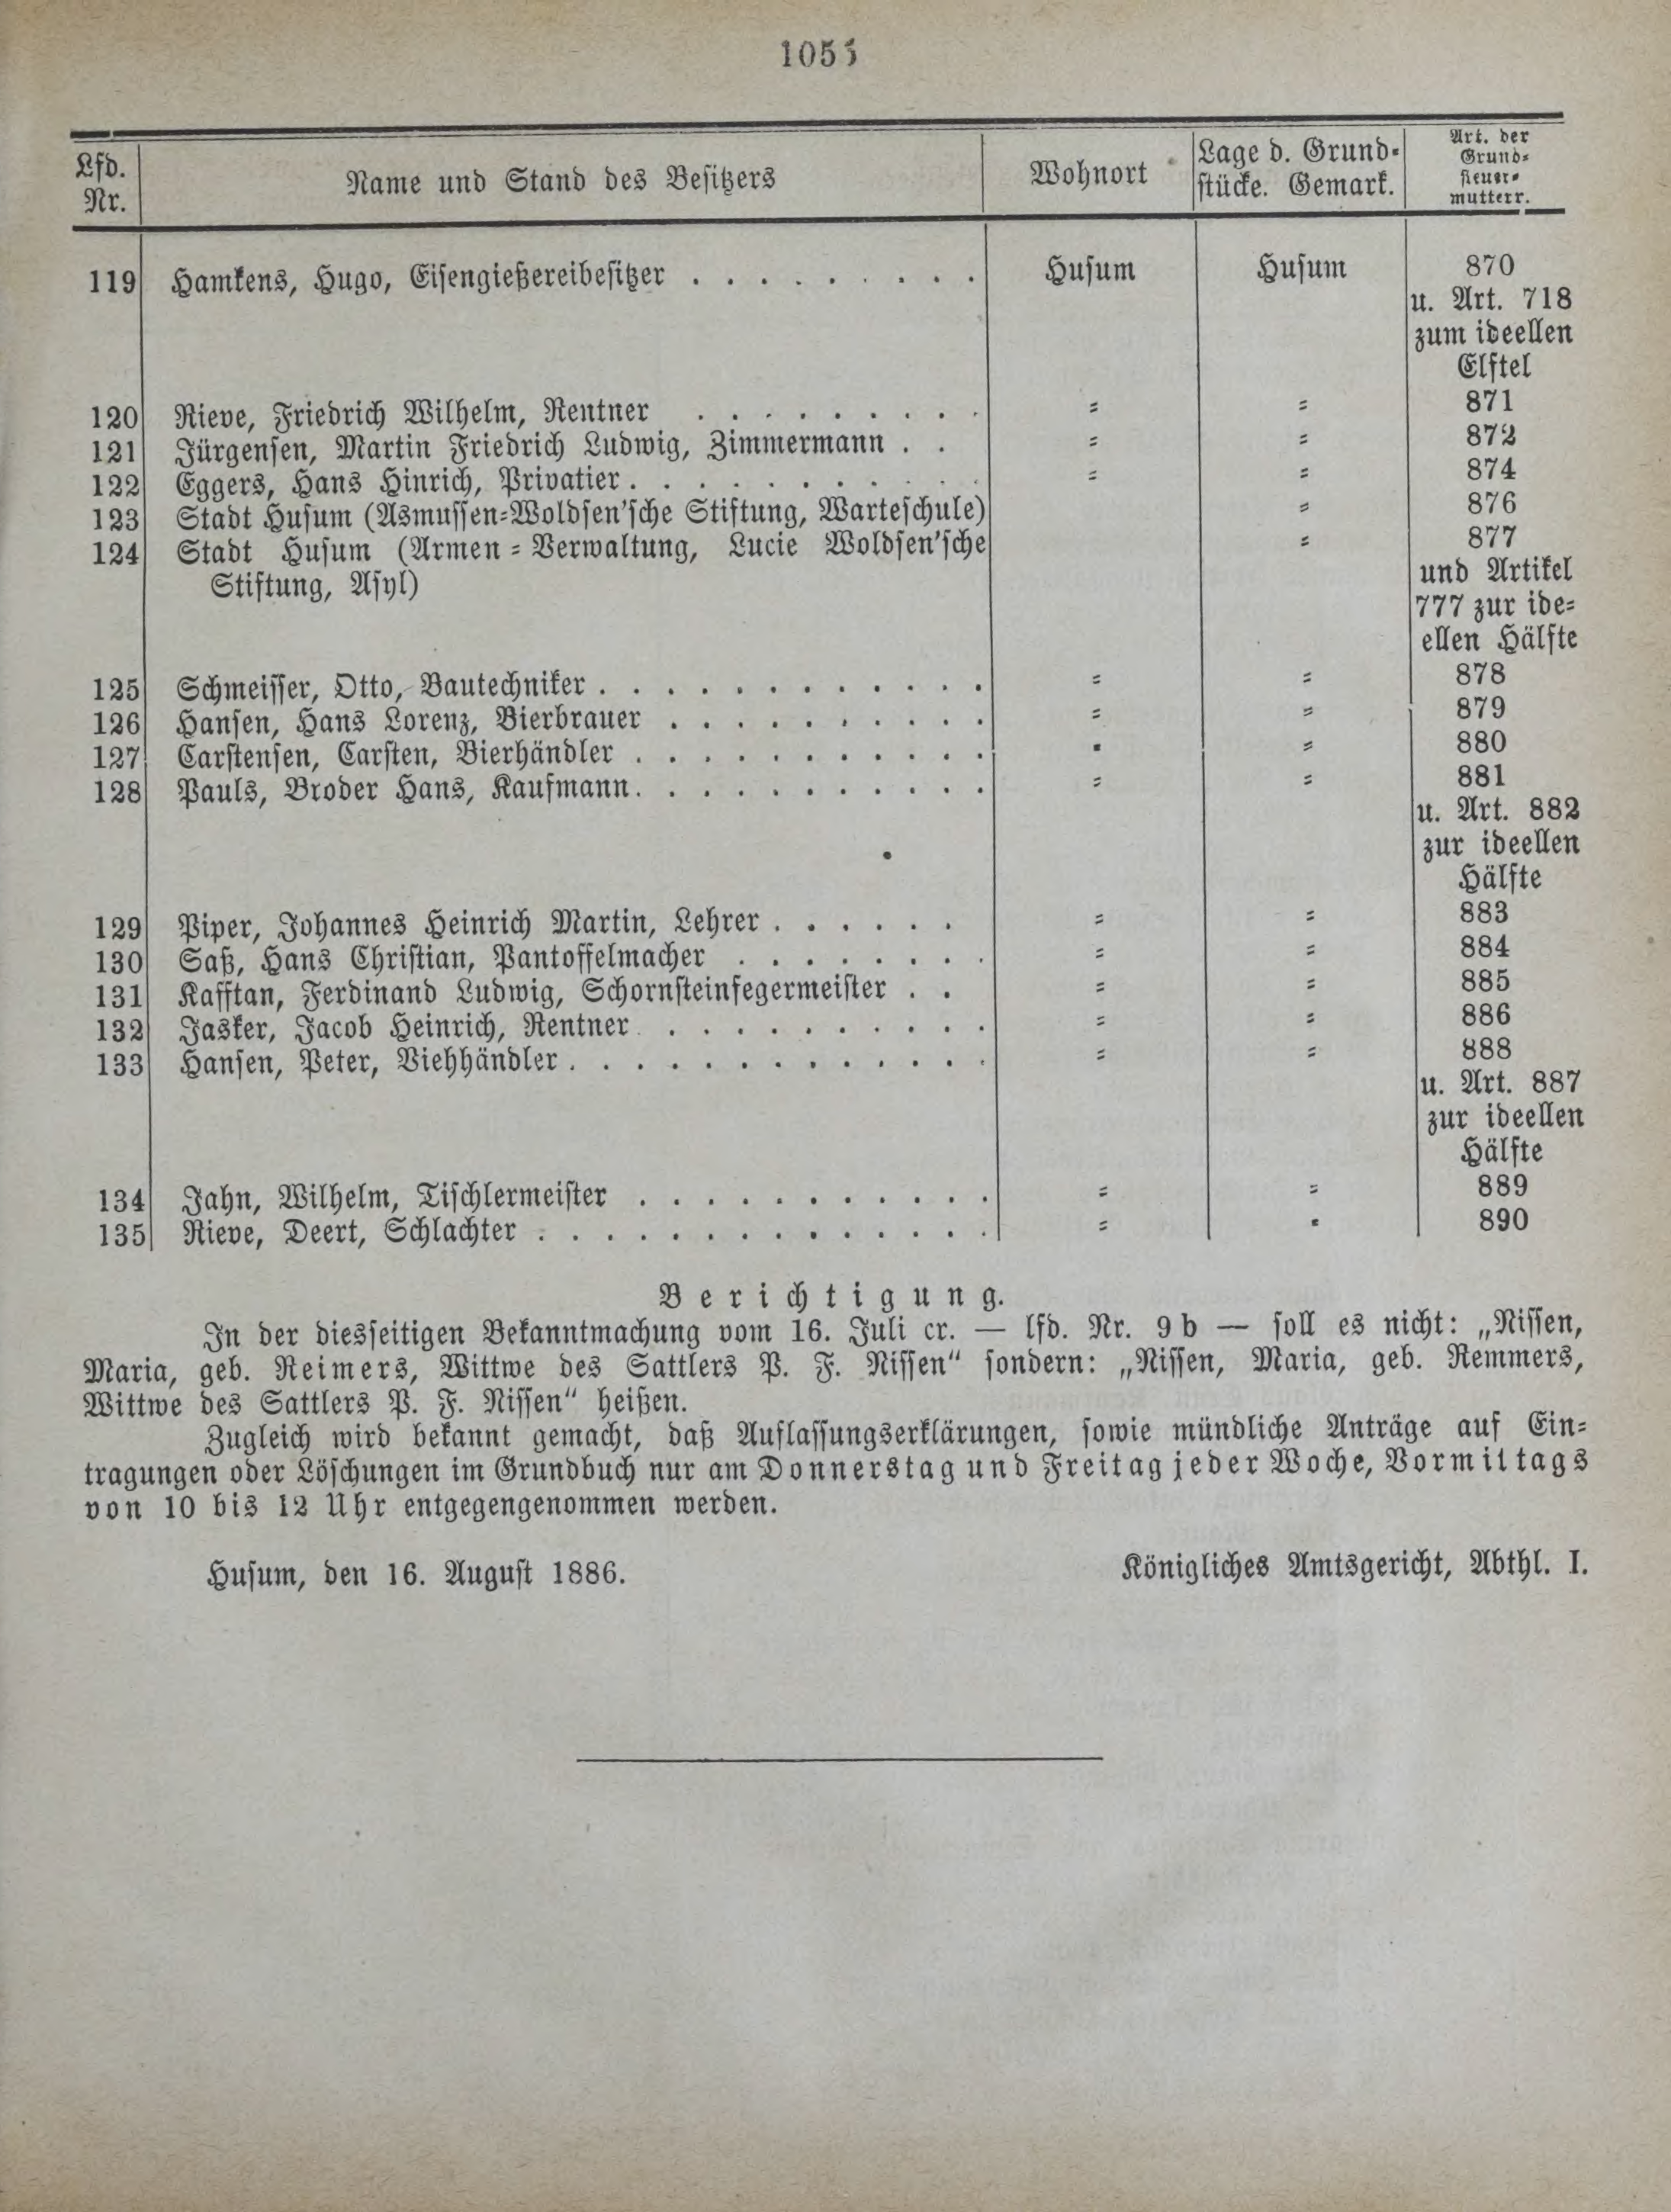 1055
Lfd. Nr. Name und Stand des Besitzers Wohnort Lage d. Grund-stücke. Gemark. Art. der Grund-steuer-mutterr.
119 Hamkens, Hugo, Eisengießereibesitzer . . . . . . . . . Husum Husum 870
u. Art. 718
zum ideellen
Elftel
120 Rieve, Friedrich Wilhelm, Rentner . . . . . . . . . = = 871
121 Jürgensen, Martin Friedrich Ludwig, Zimmermann . . = = 872
122 Eggers, Hans Hinrich, Privatier . . . . . . . . . . = = 874
123 Stadt Husum (Asmussen-Woldsen'sche Stiftung, Warteschule) = 876
124 Stadt Husum (Armen-Verwaltung, Lucie Woldsen'sche = 877
Stiftung, Asyl) und Artikel
777 zur ide-
ellen Hälfte
125 Schmeisser, Otto, Bautechniker . . . . . . . . . . . . = = 878
126 Hansen, Hans Lorenz, Bierbrauer . . . . . . . . . . = = 879
127 Carstensen, Carsten, Bierhändler . . . . . . . . . . . = = 880
128 Pauls, Broder Hans, Kaufmann . . . . . . . . . . . = = 881
u. Art. 882
zur ideellen
Hälfte
129 Piper, Johannes Heinrich Martin, Lehrer . . . . . . = = 883
130 Saß, Hans Christian, Pantoffelmacher . . . . . . . . = = 884
131 Kafftan, Ferdinand Ludwig, Schornsteinfegermeister . . = = 885
132 Jasker, Jacob Heinrich, Rentner . . . . . . . . . . = = 886
133 Hansen, Peter, Viehhändler . . . . . . . . . . . . . = = 888
u. Art. 887
zur ideellen
Hälfte
134 Jahn, Wilhelm, Tischlermeister . . . . . . . . . . . = = 889
135 Rieve, Deert, Schlachter . . . . . . . . . . . . . . = = 890
Berichtigung.
In der diesseitigen Bekanntmachung vom 16. Juli cr. — lfd. Nr. 9 b — soll es nicht: „Nissen,
Maria, geb. Reimers, Wittwe des Sattlers P. F. Nissen“ sondern: „Nissen, Maria, geb. Remmers,
Wittwe des Sattlers P. F. Nissen“ heißen.
Zugleich wird bekannt gemacht, daß Auflassungserklärungen, sowie mündliche Anträge auf Ein-
tragungen oder Löschungen im Grundbuch nur am Donnerstag und Freitag jeder Woche, Vormittags
von 10 bis 12 Uhr entgegengenommen werden.
Husum, den 16. August 1886. Königliches Amtsgericht, Abthl. I.